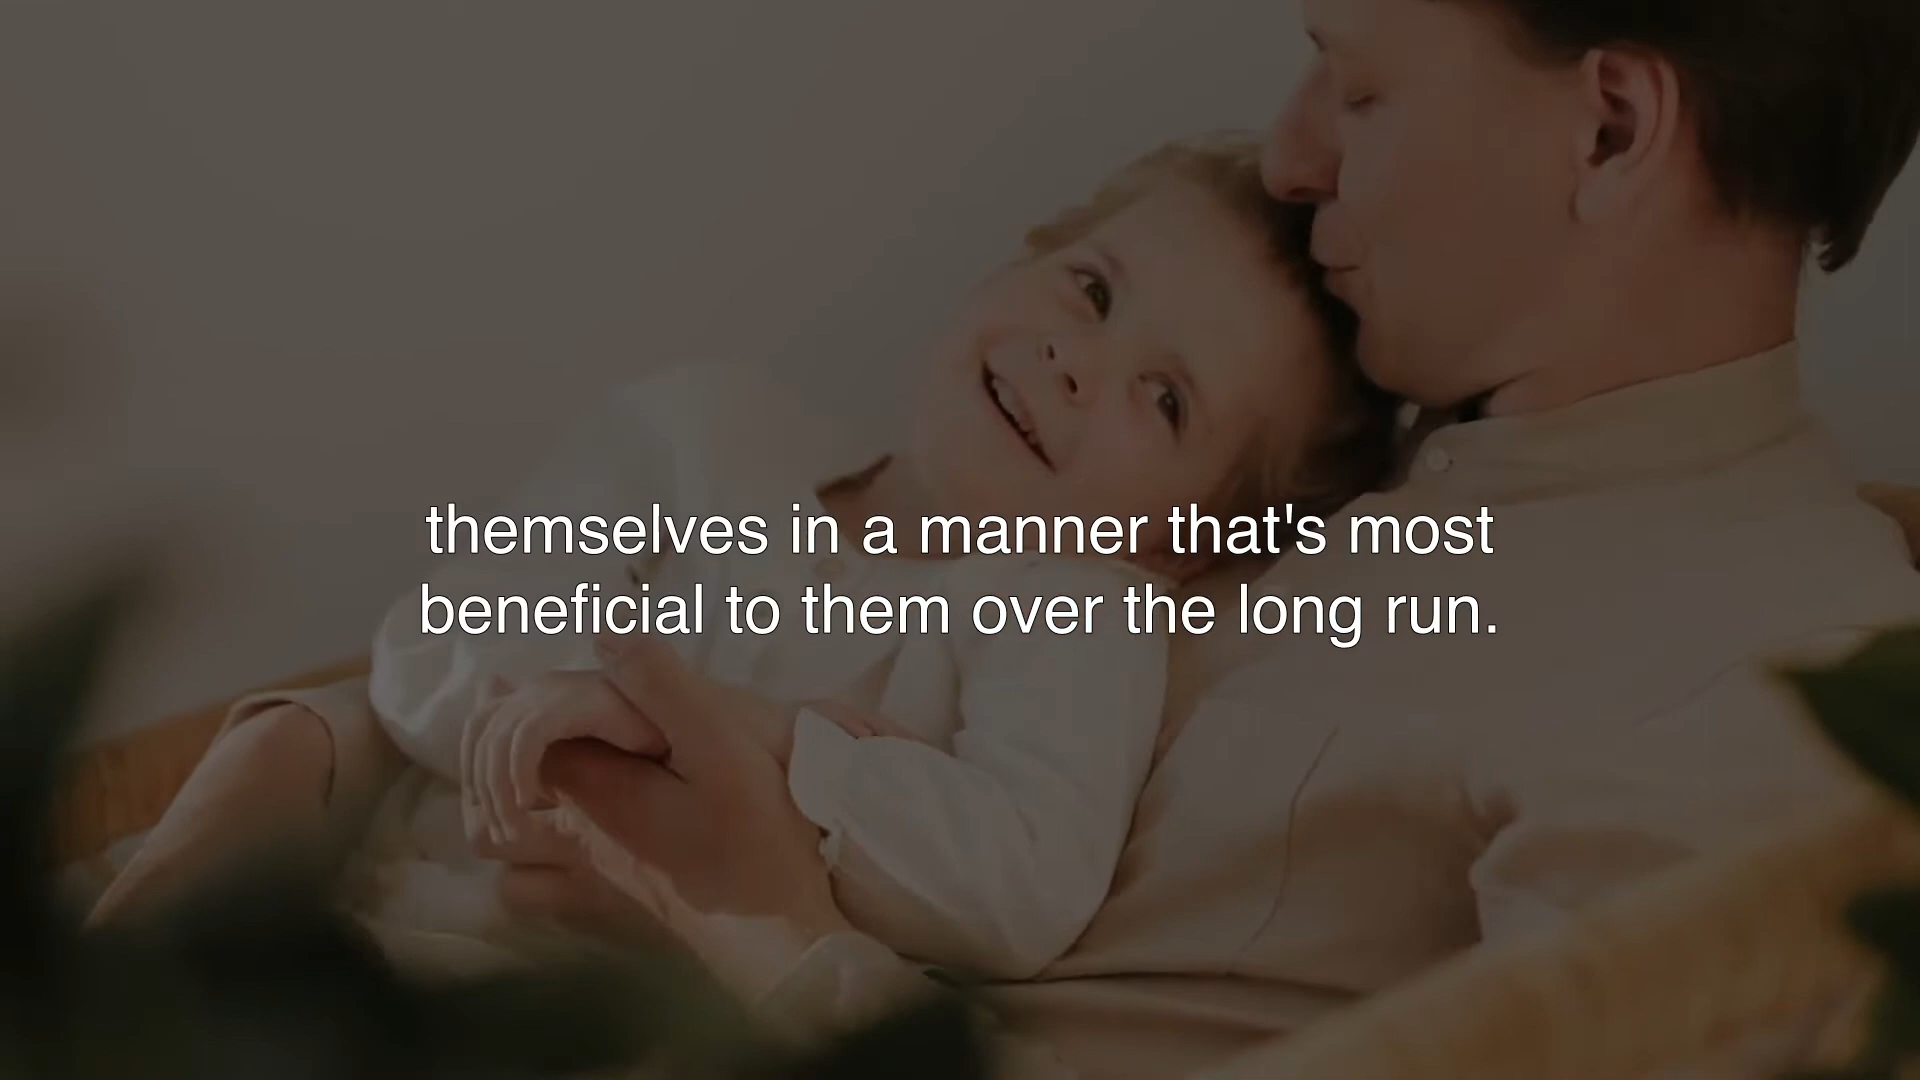 themselves in a manner that's most
beneficial to them over the long run.